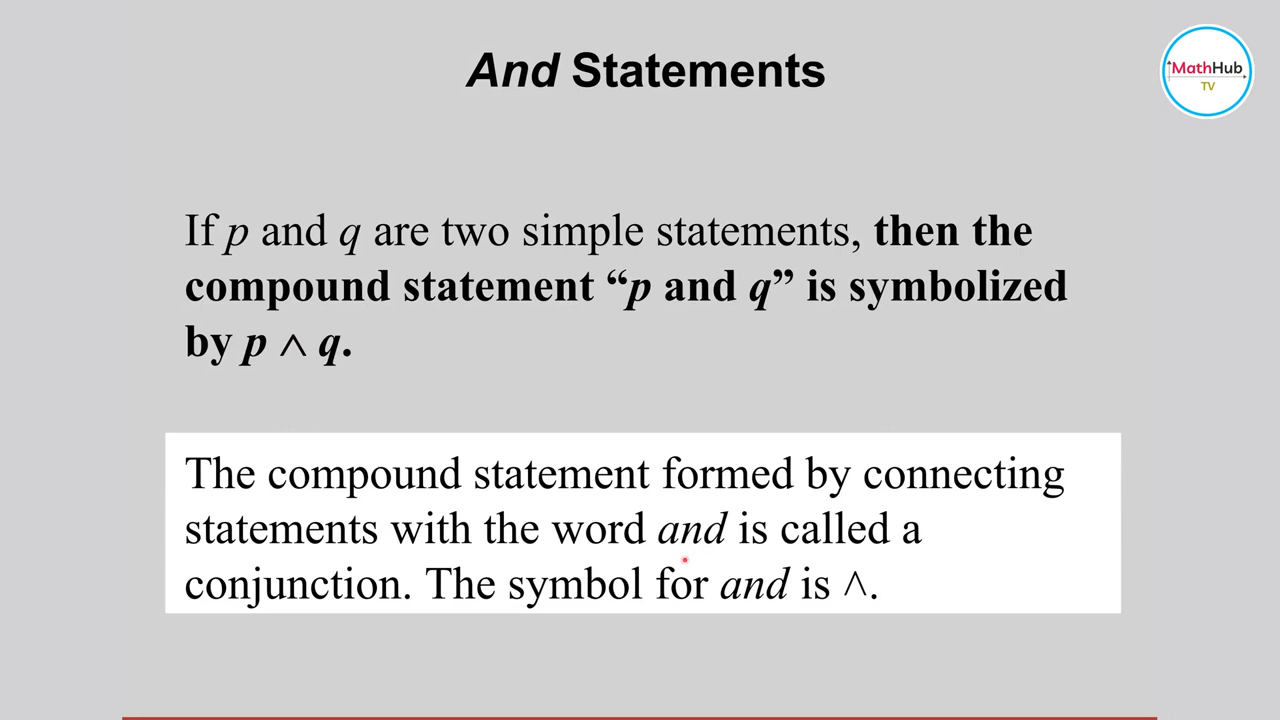 And Statements
MathHub
TV
If p and q are two simple statements, then the
compound statement “p and q” is symbolized
by p ∧ q.
The compound statement formed by connecting
statements with the word and is called a
conjunction. The symbol for and is ^.